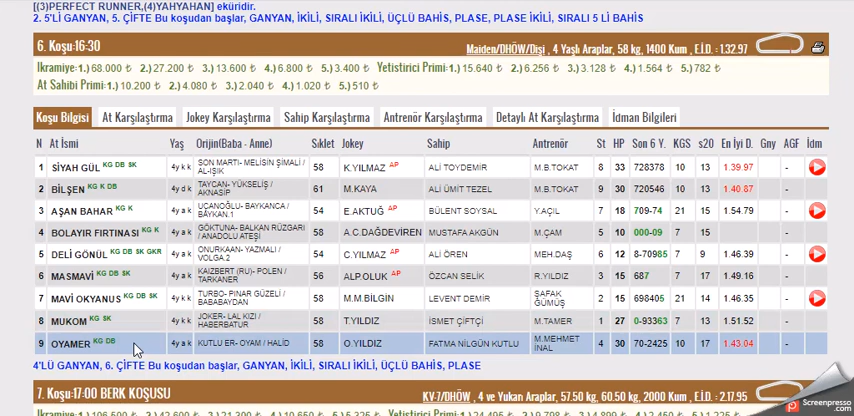 [(3)PERFECT RUNNER,(4)YAHYAHAN] eküridir.
2. 5'Lİ GANYAN, 5. ÇİFTE Bu koşudan başlar, GANYAN, İKİLİ, SIRALI İKİLİ, ÜÇLÜ BAHİS, PLASE, PLASE İKİLİ, SIRALI 5 Lİ BAHİS
6. Koşu:16:30 Maiden/DHÖW/Dişi , 4 Yaşlı Araplar, 58 kg, 1400 Kum , E.İ.D. : 1.32.97
Ikramiye:1.) 68.000 ₺ 2.) 27.200 ₺ 3.) 13.600 ₺ 4.) 6.800 ₺ 5.) 3.400 ₺ Yetistirici Primi:1.) 15.640 ₺ 2.) 6.256 ₺ 3.) 3.128 ₺ 4.) 1.564 ₺ 5.) 782 ₺
At Sahibi Primi:1.) 10.200 ₺ 2.) 4.080 ₺ 3.) 2.040 ₺ 4.) 1.020 ₺ 5.) 510 ₺
Koşu Bilgisi At Karşılaştırma Jokey Karşılaştırma Sahip Karşılaştırma Antrenör Karşılaştırma Detaylı At Karşılaştırma İdman Bilgileri
N At İsmi Yaş Orijin(Baba - Anne) Sıklet Jokey Sahip Antrenör St HP Son 6 Y. KGS s20 En İyi D. Gny AGF İdm
1 SİYAH GÜL KG DB SK 4y k k SON MARTI- MELİSİN ŞİMALİ / AL-IŞIK 58 K.YILMAZ AP ALİ TOYDEMİR M.B.TOKAT 8 33 728378 10 13 1.39.97 -
2 BİLŞEN KG K DB 4y d k TAYCAN- YÜKSELİŞ / AKNASİP 61 M.KAYA ALİ ÜMİT TEZEL M.B.TOKAT 9 30 720546 10 13 1.40.87 -
3 AŞAN BAHAR KG K 4y a k UÇANOĞLU- BAYKANCA / BAYKAN.1 54 E.AKTUĞ AP BÜLENT SOYSAL Y.AÇIL 7 18 709-74 21 15 1.54.79 -
4 BOLAYIR FIRTINASI KG K 4y a k GÖKTUNA- BALKAN RÜZGARI / ANADOLU ATEŞİ 58 A.C.DAĞDEVİREN MUSTAFA AKGÜN M.ÇAM 5 10 000-09 7 15 -
5 DELİ GÖNÜL KG DB SK GKR 4y a k ONURKAAN- YAZMALI / VOLGA.2 54 C.YILMAZ AP ALİ ÖREN MEH.DAŞ 6 12 8-70985 7 9 1.46.39 -
6 MASMAVİ KG DB SK 4y a k KAIZBERT (RU)- POLEN / TARKANER 56 ALP.OLUK AP ÖZCAN SELİK R.YILDIZ 3 15 687 7 17 1.49.16 -
7 MAVİ OKYANUS KG DB SK 4y k k TURBO- PINAR GÜZELİ / BABABAYDAN 58 M.M.BİLGİN LEVENT DEMİR ŞAFAK GÜMÜŞ 2 15 698405 21 14 1.46.35 -
8 MUKOM KG SK 4y k k JOKER- LAL KIZI / HABERBATUR 58 T.YILDIZ İSMET ÇİFTÇİ M.TAMER 1 27 0-93363 7 13 1.51.52 -
9 OYAMER KG DB 4y a k KUTLU ER- OYAM / HALİD 58 O.YILDIZ FATMA NİLGÜN KUTLU M.MEHMET İNAL 4 30 70-2425 10 17 1.43.04 -
4'LÜ GANYAN, 6. ÇİFTE Bu koşudan başlar, GANYAN, İKİLİ, SIRALI İKİLİ, ÜÇLÜ BAHİS, PLASE
7. Koşu:17:00 BERK KOŞUSU KV-7/DHÖW , 4 ve Yukarı Araplar, 57.50 kg, 60.50 kg, 2000 Kum , E.İ.D. : 2.17.95
Screenpresso
.com